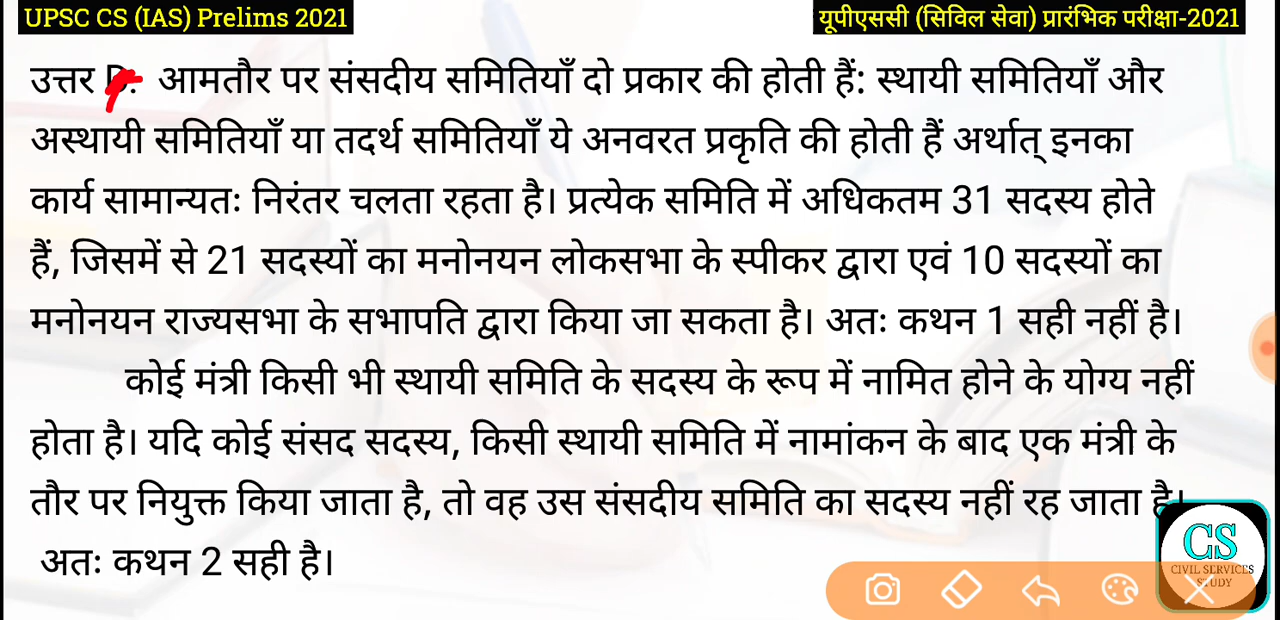 UPSC CS (IAS) Prelims 2021
यूपीएससी (सिविल सेवा) प्रारंभिक परीक्षा-2021
उत्तर D: आमतौर पर संसदीय समितियाँ दो प्रकार की होती हैं: स्थायी समितियाँ और
अस्थायी समितियाँ या तदर्थ समितियाँ ये अनवरत प्रकृति की होती हैं अर्थात् इनका
कार्य सामान्यतः निरंतर चलता रहता है। प्रत्येक समिति में अधिकतम 31 सदस्य होते
हैं, जिसमें से 21 सदस्यों का मनोनयन लोकसभा के स्पीकर द्वारा एवं 10 सदस्यों का
मनोनयन राज्यसभा के सभापति द्वारा किया जा सकता है। अतः कथन 1 सही नहीं है।
कोई मंत्री किसी भी स्थायी समिति के सदस्य के रूप में नामित होने के योग्य नहीं
होता है। यदि कोई संसद सदस्य, किसी स्थायी समिति में नामांकन के बाद एक मंत्री के
तौर पर नियुक्त किया जाता है, तो वह उस संसदीय समिति का सदस्य नहीं रह जाता है।
अतः कथन 2 सही है।
CS
CIVIL SERVICES
STUDY